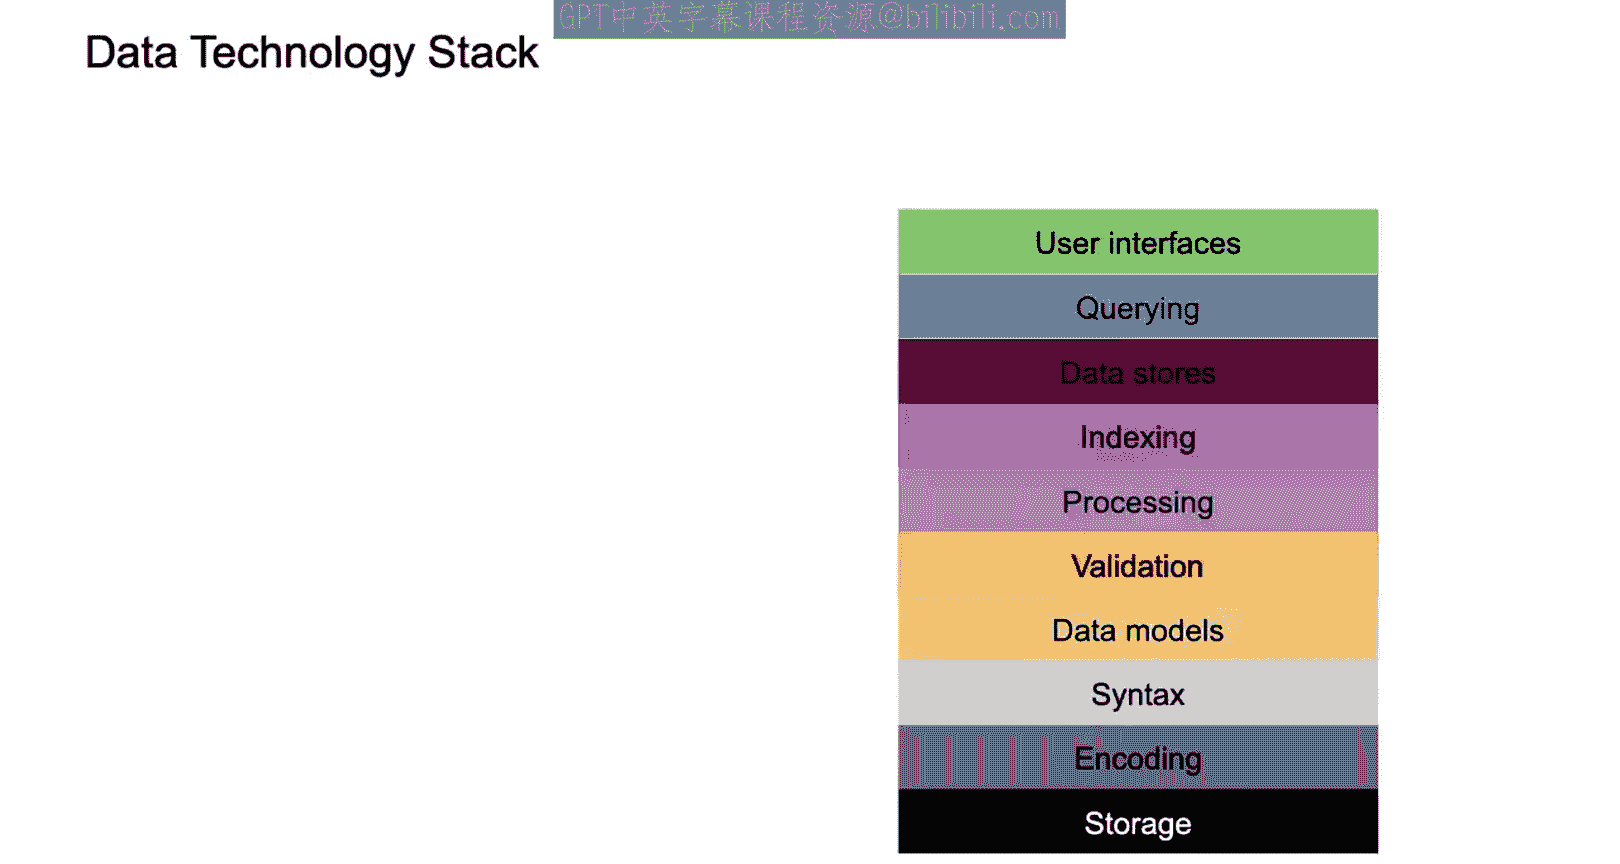 GPT中英字幕课程资源@bilibili.com
Data Technology Stack
User interfaces
Querying
Data stores
Indexing
Processing
Validation
Data models
Syntax
Encoding
Storage